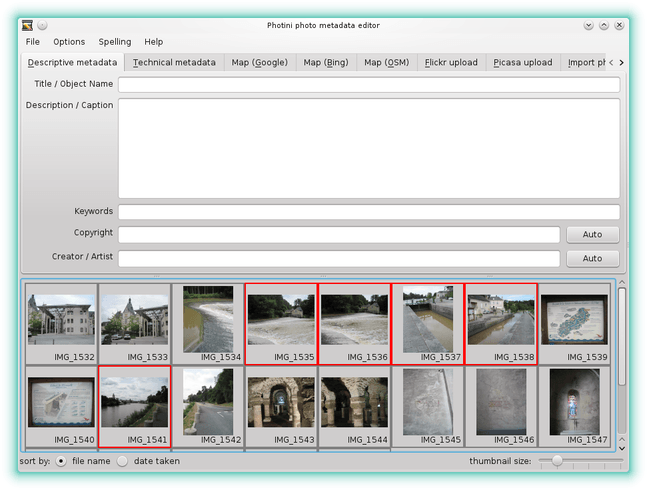 Photini photo metadata editor
File Options Spelling Help
Descriptive metadata Technical metadata Map (Google) Map (Bing) Map (OSM) Flickr upload Picasa upload Import ph
Title / Object Name
Description / Caption
Keywords
Copyright Auto
Creator / Artist Auto
IMG_1532 IMG_1533 IMG_1534 IMG_1535 IMG_1536 IMG_1537 IMG_1538 IMG_1539
IMG_1540 IMG_1541 IMG_1542 IMG_1543 IMG_1544 IMG_1545 IMG_1546 IMG_1547
sort by: file name date taken thumbnail size: